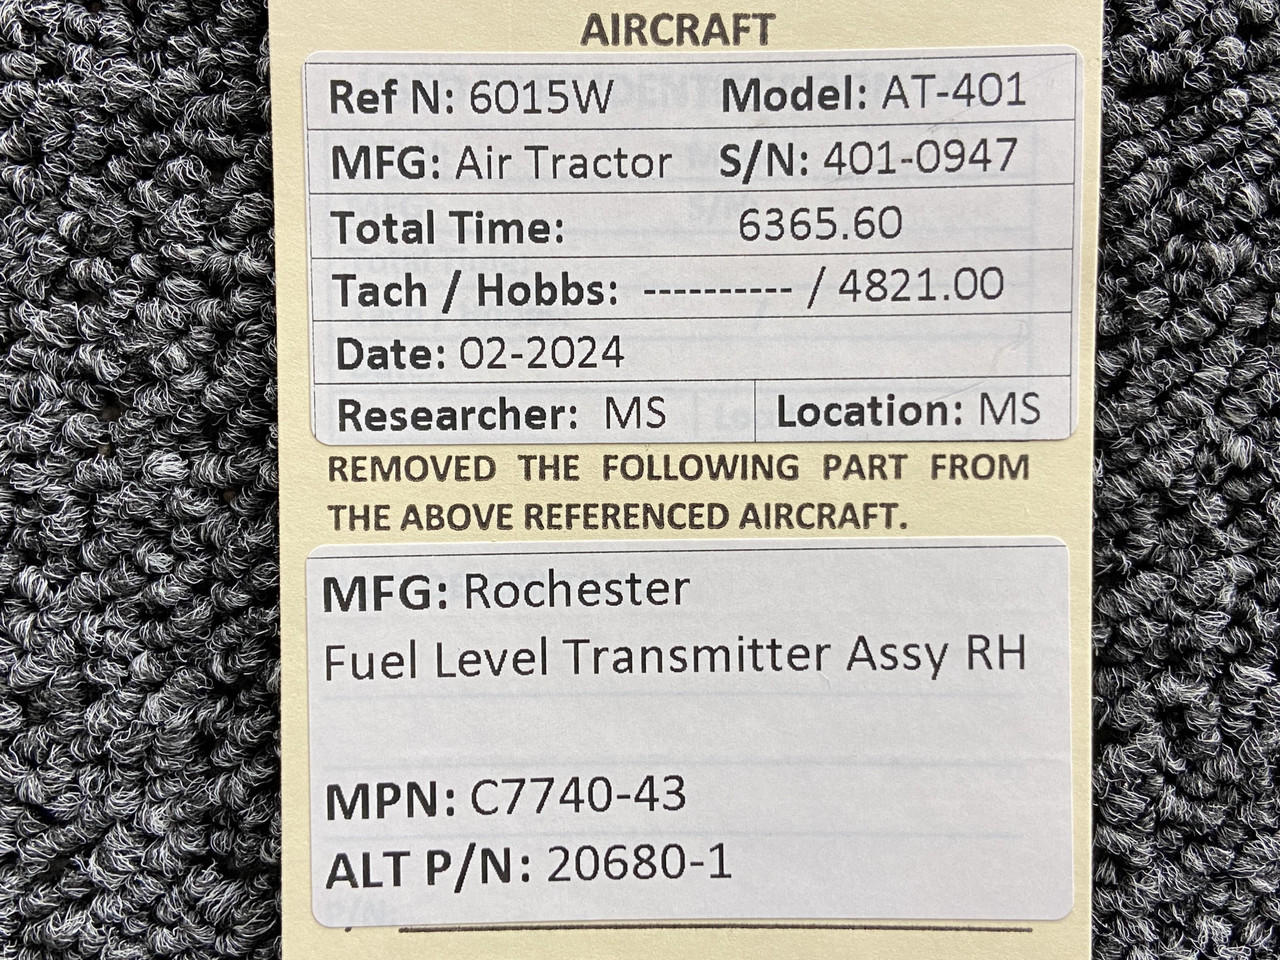 AIRCRAFT
Ref N: 6015W Model: AT-401
MFG: Air Tractor S/N: 401-0947
Total Time: 6365.60
Tach / Hobbs: ---------- / 4821.00
Date: 02-2024
Researcher: MS Location: MS
REMOVED THE FOLLOWING PART FROM
THE ABOVE REFERENCED AIRCRAFT.
MFG: Rochester
Fuel Level Transmitter Assy RH
MPN: C7740-43
ALT P/N: 20680-1
P/N: